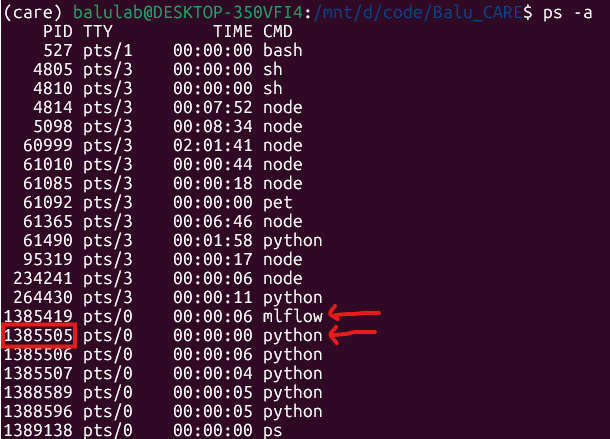 (care) balulab@DESKTOP-350VFI4:/mnt/d/code/Balu_CARE$ ps -a
PID TTY TIME CMD
527 pts/1 00:00:00 bash
4805 pts/3 00:00:00 sh
4810 pts/3 00:00:00 sh
4814 pts/3 00:07:52 node
5098 pts/3 00:08:34 node
60999 pts/3 02:01:41 node
61010 pts/3 00:00:44 node
61085 pts/3 00:00:18 node
61092 pts/3 00:00:00 pet
61365 pts/3 00:06:46 node
61490 pts/3 00:01:58 python
95319 pts/3 00:00:17 node
234241 pts/3 00:00:06 node
264430 pts/3 00:00:11 python
1385419 pts/0 00:00:06 mlflow
1385505 pts/0 00:00:00 python
1385506 pts/0 00:00:06 python
1385507 pts/0 00:00:04 python
1388589 pts/0 00:00:05 python
1388596 pts/0 00:00:05 python
1389138 pts/0 00:00:00 ps